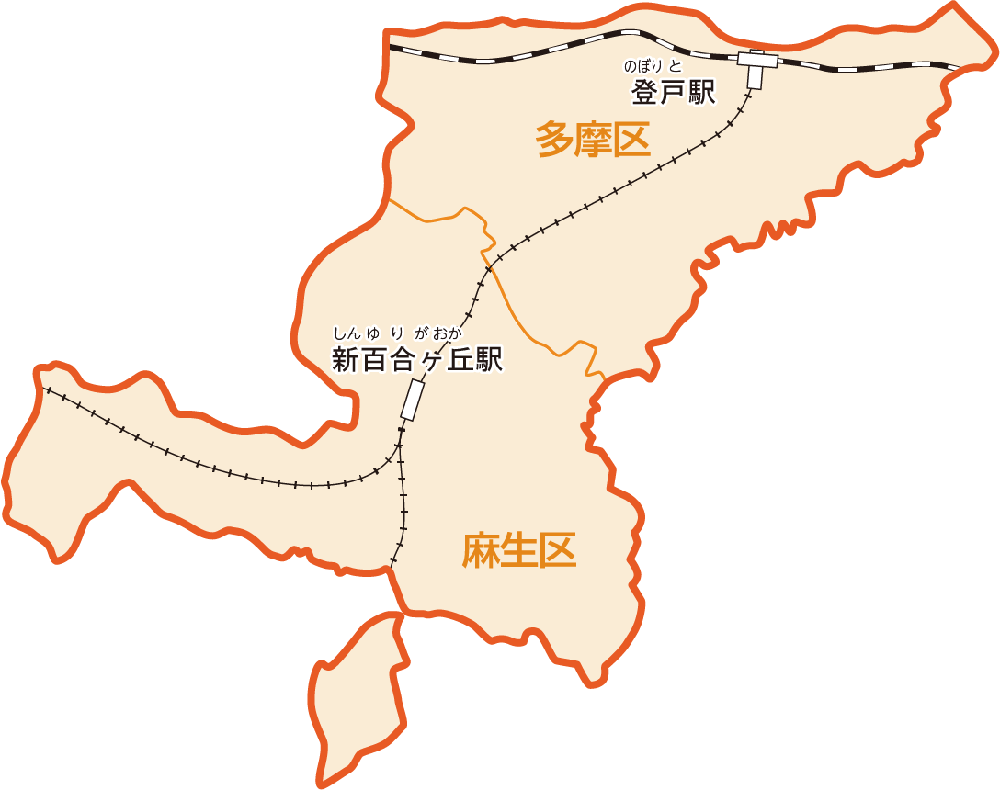 のぼりと
登戸駅
多摩区
しんゆりがおか
新百合ヶ丘駅
麻生区